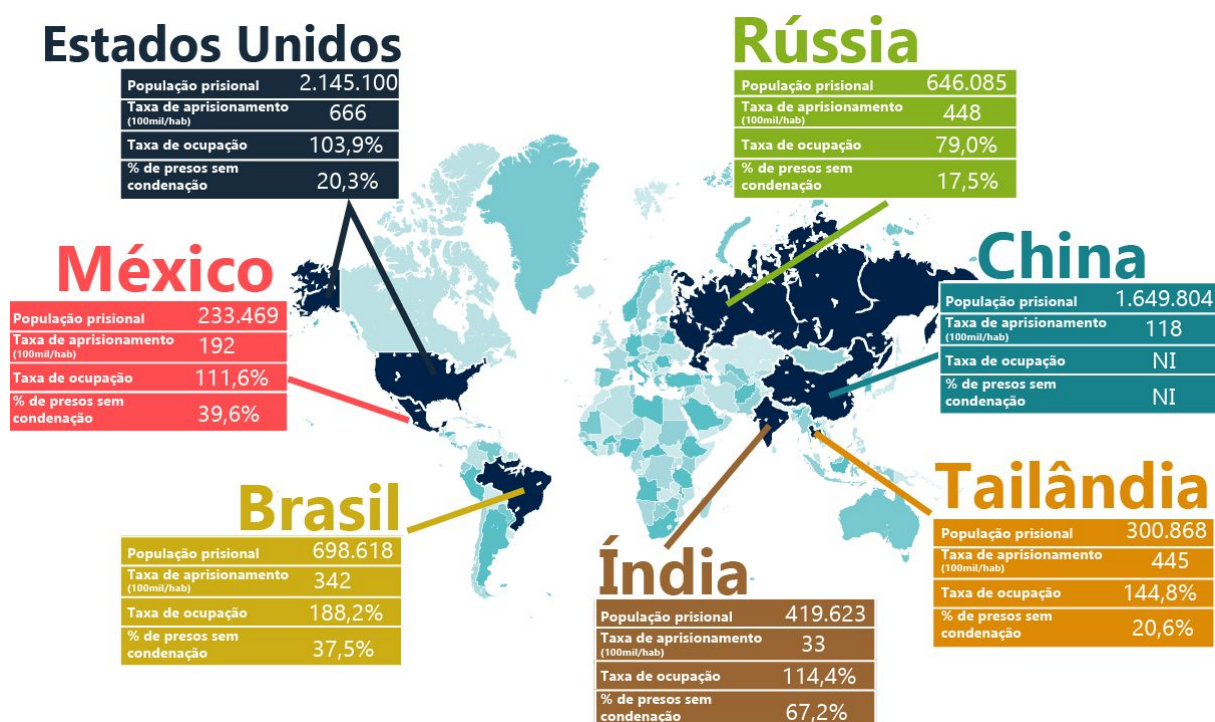 Estados Unidos
População prisional 2.145.100
Taxa de aprisionamento
(100mil/hab) 666
Taxa de ocupação 103,9%
% de presos sem
condenação 20,3%
Rússia
População prisional 646.085
Taxa de aprisionamento
(100mil/hab) 448
Taxa de ocupação 79,0%
% de presos sem
condenação 17,5%
México
População prisional 233.469
Taxa de aprisionamento
(100mil/hab) 192
Taxa de ocupação 111,6%
% de presos sem
condenação 39,6%
China
População prisional 1.649.804
Taxa de aprisionamento
(100mil/hab) 118
Taxa de ocupação NI
% de presos sem
condenação NI
Brasil
População prisional 698.618
Taxa de aprisionamento
(100mil/hab) 342
Taxa de ocupação 188,2%
% de presos sem
condenação 37,5%
Índia
População prisional 419.623
Taxa de aprisionamento
(100mil/hab) 33
Taxa de ocupação 114,4%
% de presos sem
condenação 67,2%
Tailândia
População prisional 300.868
Taxa de aprisionamento
(100mil/hab) 445
Taxa de ocupação 144,8%
% de presos sem
condenação 20,6%